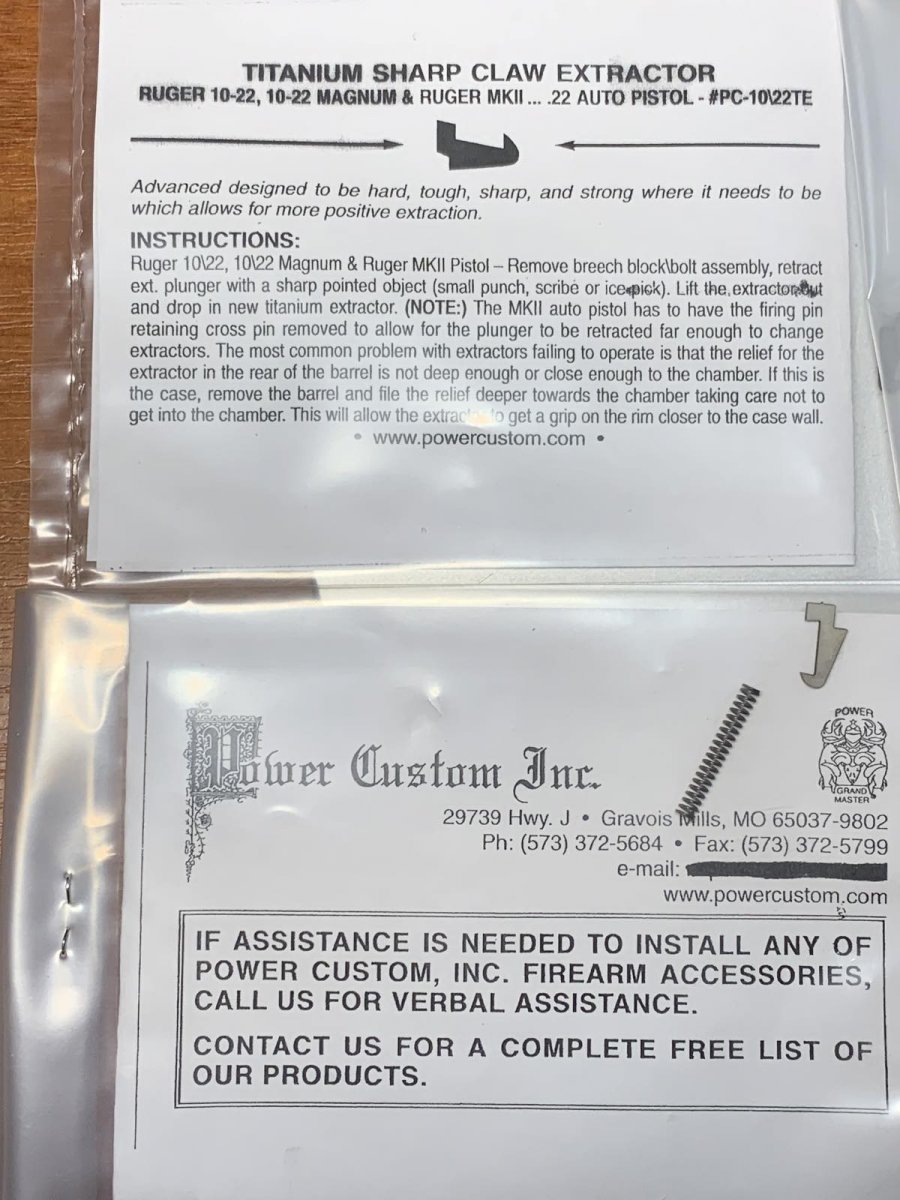 TITANIUM SHARP CLAW EXTRACTOR
RUGER 10-22, 10-22 MAGNUM & RUGER MKII ... .22 AUTO PISTOL - #PC-10\22TE
Advanced designed to be hard, tough, sharp, and strong where it needs to be
which allows for more positive extraction.
INSTRUCTIONS:
Ruger 10\22, 10\22 Magnum & Ruger MKII Pistol – Remove breech block\bolt assembly, retract
ext. plunger with a sharp pointed object (small punch, scribe or ice pick). Lift the extractor out
and drop in new titanium extractor. (NOTE:) The MKII auto pistol has to have the firing pin
retaining cross pin removed to allow for the plunger to be retracted far enough to change
extractors. The most common problem with extractors failing to operate is that the relief for the
extractor in the rear of the barrel is not deep enough or close enough to the chamber. If this is
the case, remove the barrel and file the relief deeper towards the chamber taking care not to
get into the chamber. This will allow the to get a grip on the rim closer to the case wall.
• www.powercustom.com •
Power Custom Inc.
POWER
GRAND
MASTER
29739 Hwy. J • Gravois Mills, MO 65037-9802
Ph: (573) 372-5684 • Fax: (573) 372-5799
e-mail:
www.powercustom.com
IF ASSISTANCE IS NEEDED TO INSTALL ANY OF
POWER CUSTOM, INC. FIREARM ACCESSORIES,
CALL US FOR VERBAL ASSISTANCE.
CONTACT US FOR A COMPLETE FREE LIST OF
OUR PRODUCTS.